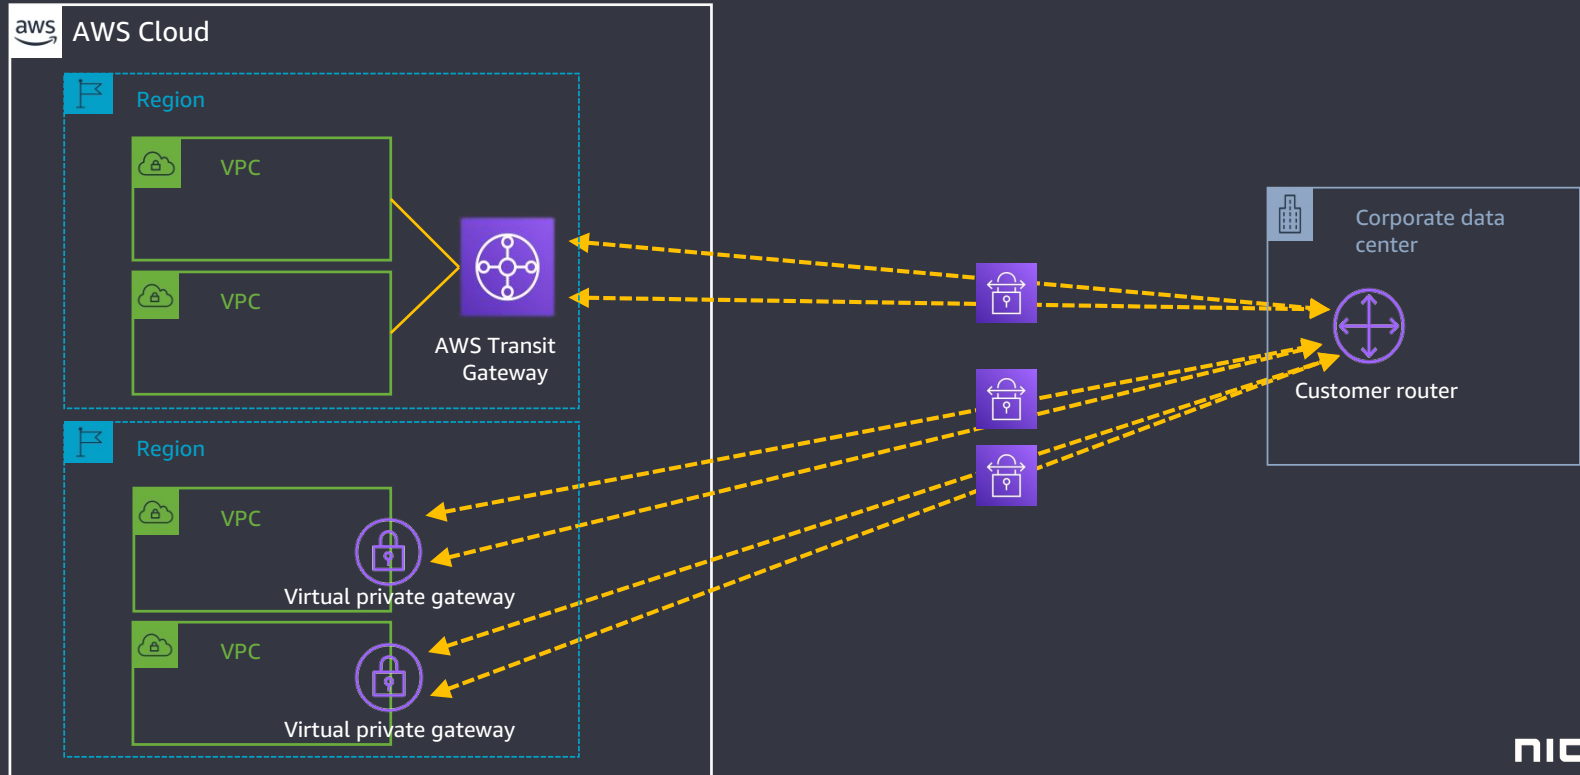 aws
AWS Cloud
Region
VPC
VPC
AWS Transit
Gateway
Corporate data
center
Customer router
Region
VPC
Virtual private gateway
VPC
Virtual private gateway